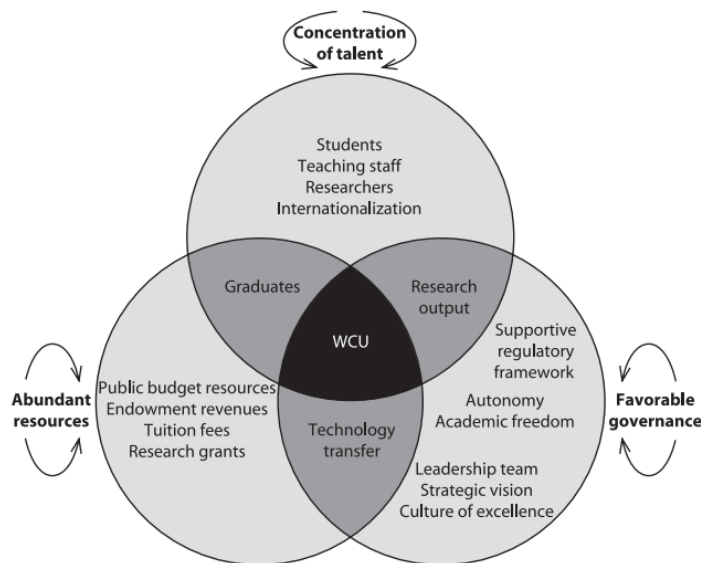 Concentration
of talent
Students
Teaching staff
Researchers
Internationalization
Graduates
Research
output
WCU
Supportive
regulatory
framework
Abundant
resources
Public budget resources
Endowment revenues
Tuition fees
Research grants
Technology
transfer
Autonomy
Academic freedom
Leadership team
Strategic vision
Culture of excellence
Favorable
governance